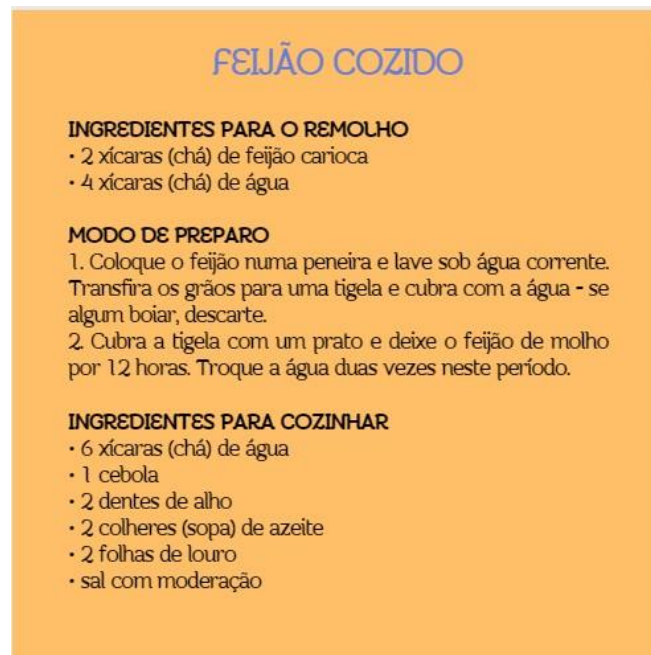 FEIJÃO COZIDO
INGREDIENTES PARA O REMOLHO
• 2 xícaras (chá) de feijão carioca
• 4 xícaras (chá) de água
MODO DE PREPARO
1. Coloque o feijão numa peneira e lave sob água corrente.
Transfira os grãos para uma tigela e cubra com a água - se
algum boiar, descarte.
2. Cubra a tigela com um prato e deixe o feijão de molho
por 12 horas. Troque a água duas vezes neste período.
INGREDIENTES PARA COZINHAR
• 6 xícaras (chá) de água
• 1 cebola
• 2 dentes de alho
• 2 colheres (sopa) de azeite
• 2 folhas de louro
• sal com moderação